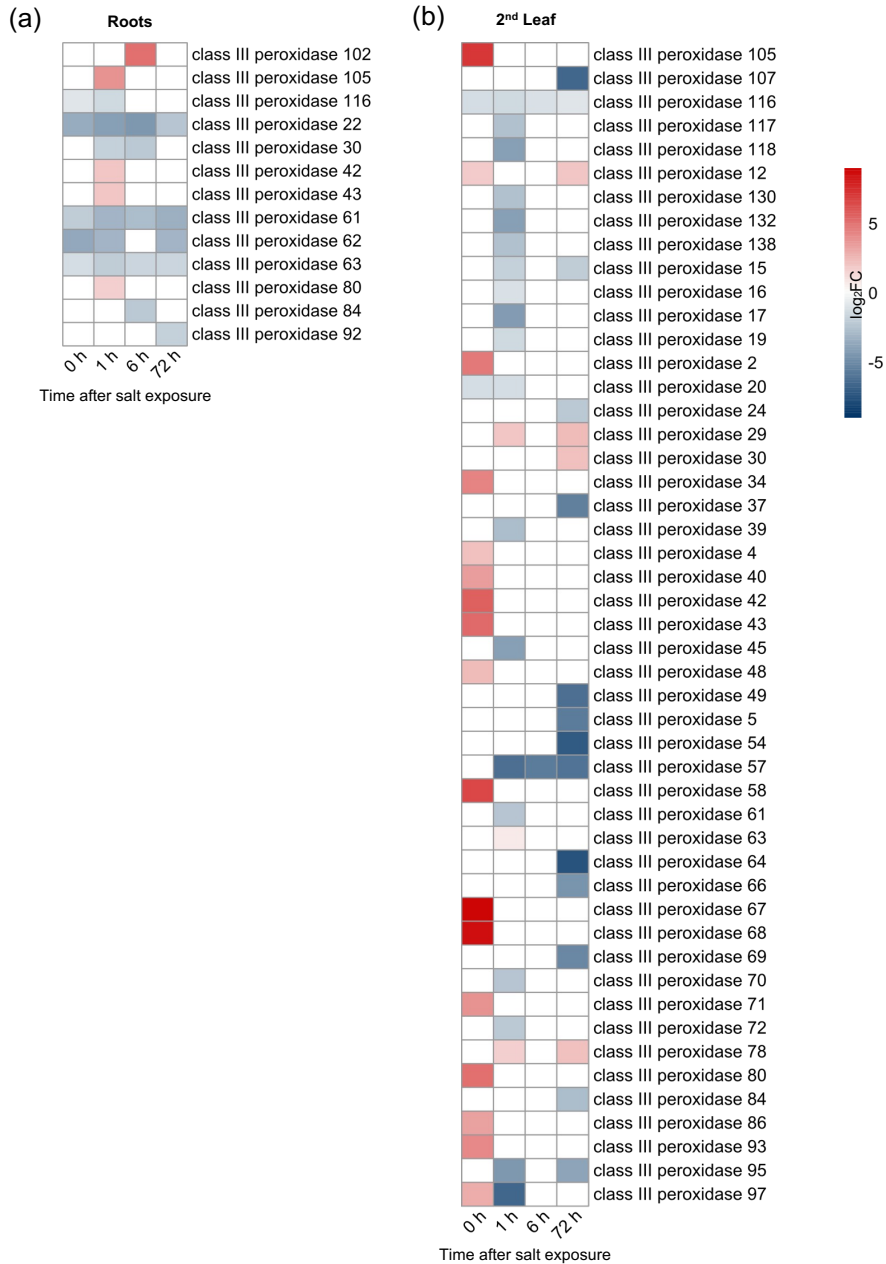 (a)
Roots
class III peroxidase 102
class III peroxidase 105
class III peroxidase 116
class III peroxidase 22
class III peroxidase 30
class III peroxidase 42
class III peroxidase 43
class III peroxidase 61
class III peroxidase 62
class III peroxidase 63
class III peroxidase 80
class III peroxidase 84
class III peroxidase 92
0 h 1 h 6 h 72 h
Time after salt exposure
(b)
2nd Leaf
class III peroxidase 105
class III peroxidase 107
class III peroxidase 116
class III peroxidase 117
class III peroxidase 118
class III peroxidase 12
class III peroxidase 130
class III peroxidase 132
class III peroxidase 138
class III peroxidase 15
class III peroxidase 16
class III peroxidase 17
class III peroxidase 19
class III peroxidase 2
class III peroxidase 20
class III peroxidase 24
class III peroxidase 29
class III peroxidase 30
class III peroxidase 34
class III peroxidase 37
class III peroxidase 39
class III peroxidase 4
class III peroxidase 40
class III peroxidase 42
class III peroxidase 43
class III peroxidase 45
class III peroxidase 48
class III peroxidase 49
class III peroxidase 5
class III peroxidase 54
class III peroxidase 57
class III peroxidase 58
class III peroxidase 61
class III peroxidase 63
class III peroxidase 64
class III peroxidase 66
class III peroxidase 67
class III peroxidase 68
class III peroxidase 69
class III peroxidase 70
class III peroxidase 71
class III peroxidase 72
class III peroxidase 78
class III peroxidase 80
class III peroxidase 84
class III peroxidase 86
class III peroxidase 93
class III peroxidase 95
class III peroxidase 97
0 h 1 h 6 h 72 h
Time after salt exposure
5
0
-5
log₂FC